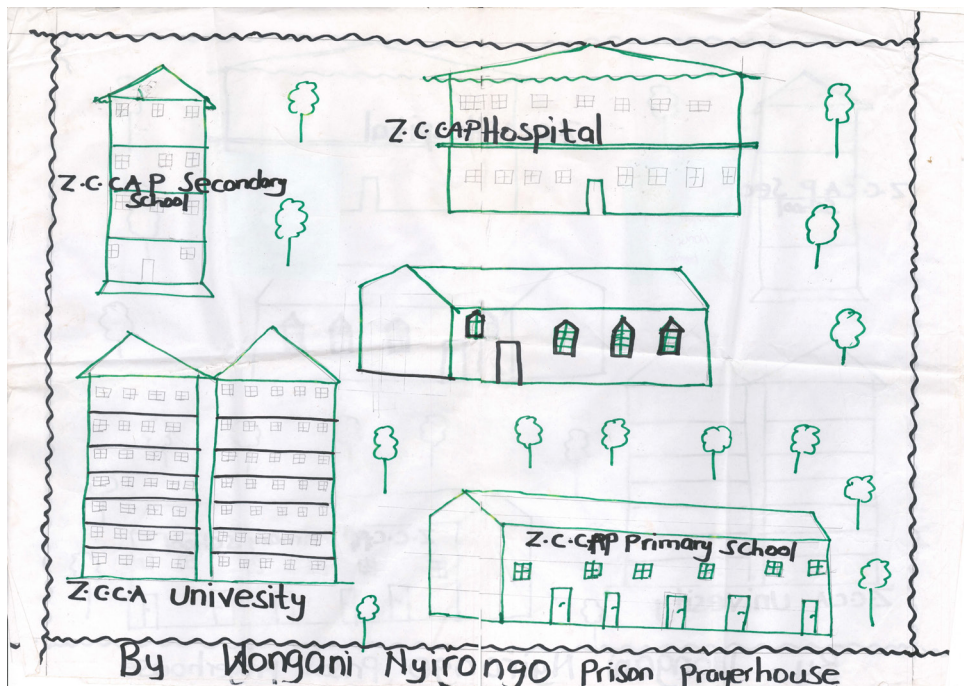 Z.C.CAP Hospital
Z.C.CAP Secondary
School
Z.C.C.A Univesity
Z.C.CAP Primary School
By Wongani Nyirongo Prison Prayerhouse